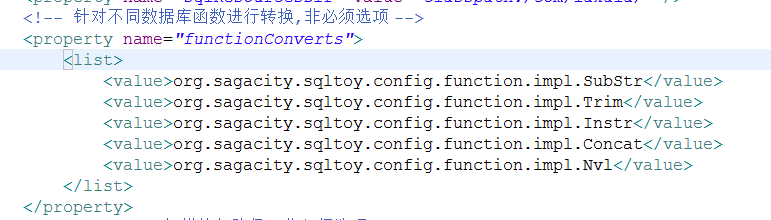 <!-- 针对不同数据库函数进行转换,非必须选项 -->
<property name="functionConverts">
<list>
<value>org.sagacity.sqltoy.config.function.impl.SubStr</value>
<value>org.sagacity.sqltoy.config.function.impl.Trim</value>
<value>org.sagacity.sqltoy.config.function.impl.Instr</value>
<value>org.sagacity.sqltoy.config.function.impl.Concat</value>
<value>org.sagacity.sqltoy.config.function.impl.Nvl</value>
</list>
</property>